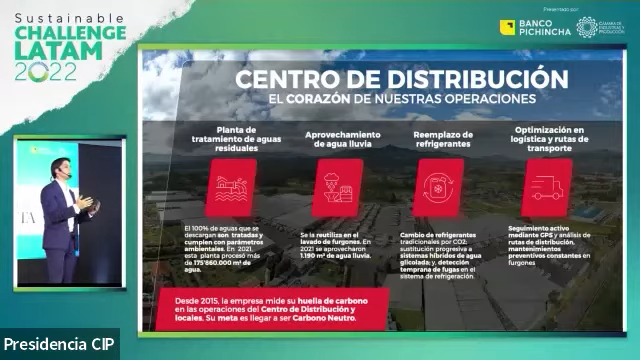 Sustainable
CHALLENGE
LATAM
2022
Presentado por:
BANCO
PICHINCHA
CÁMARA DE
INDUSTRIAS Y
PRODUCCIÓN
CENTRO DE DISTRIBUCIÓN
EL CORAZÓN DE NUESTRAS OPERACIONES
Planta de
tratamiento de aguas
residuales
El 100% de aguas que se
descargan son tratadas y
cumplen con parámetros
ambientales. En 2021,
esta planta procesó más
de 175'860.000 m³ de
agua.
Aprovechamiento
de agua lluvia
Se la reutiliza en el
lavado de furgones. En
2021 se aprovecharon
1.190 m³ de agua lluvia.
Reemplazo de
refrigerantes
Cambio de refrigerantes
tradicionales por CO2;
sustitución progresiva a
sistemas híbridos de agua
glicolada; y, detección
temprana de fugas en el
sistema de refrigeración.
Optimización en
logística y rutas de
transporte
Seguimiento activo
mediante GPS y análisis de
rutas de distribución,
mantenimientos
preventivos constantes en
furgones
Desde 2015, la empresa mide su huella de carbono
en las operaciones del Centro de Distribución y
locales. Su meta es llegar a ser Carbono Neutro.
Presidencia CIP